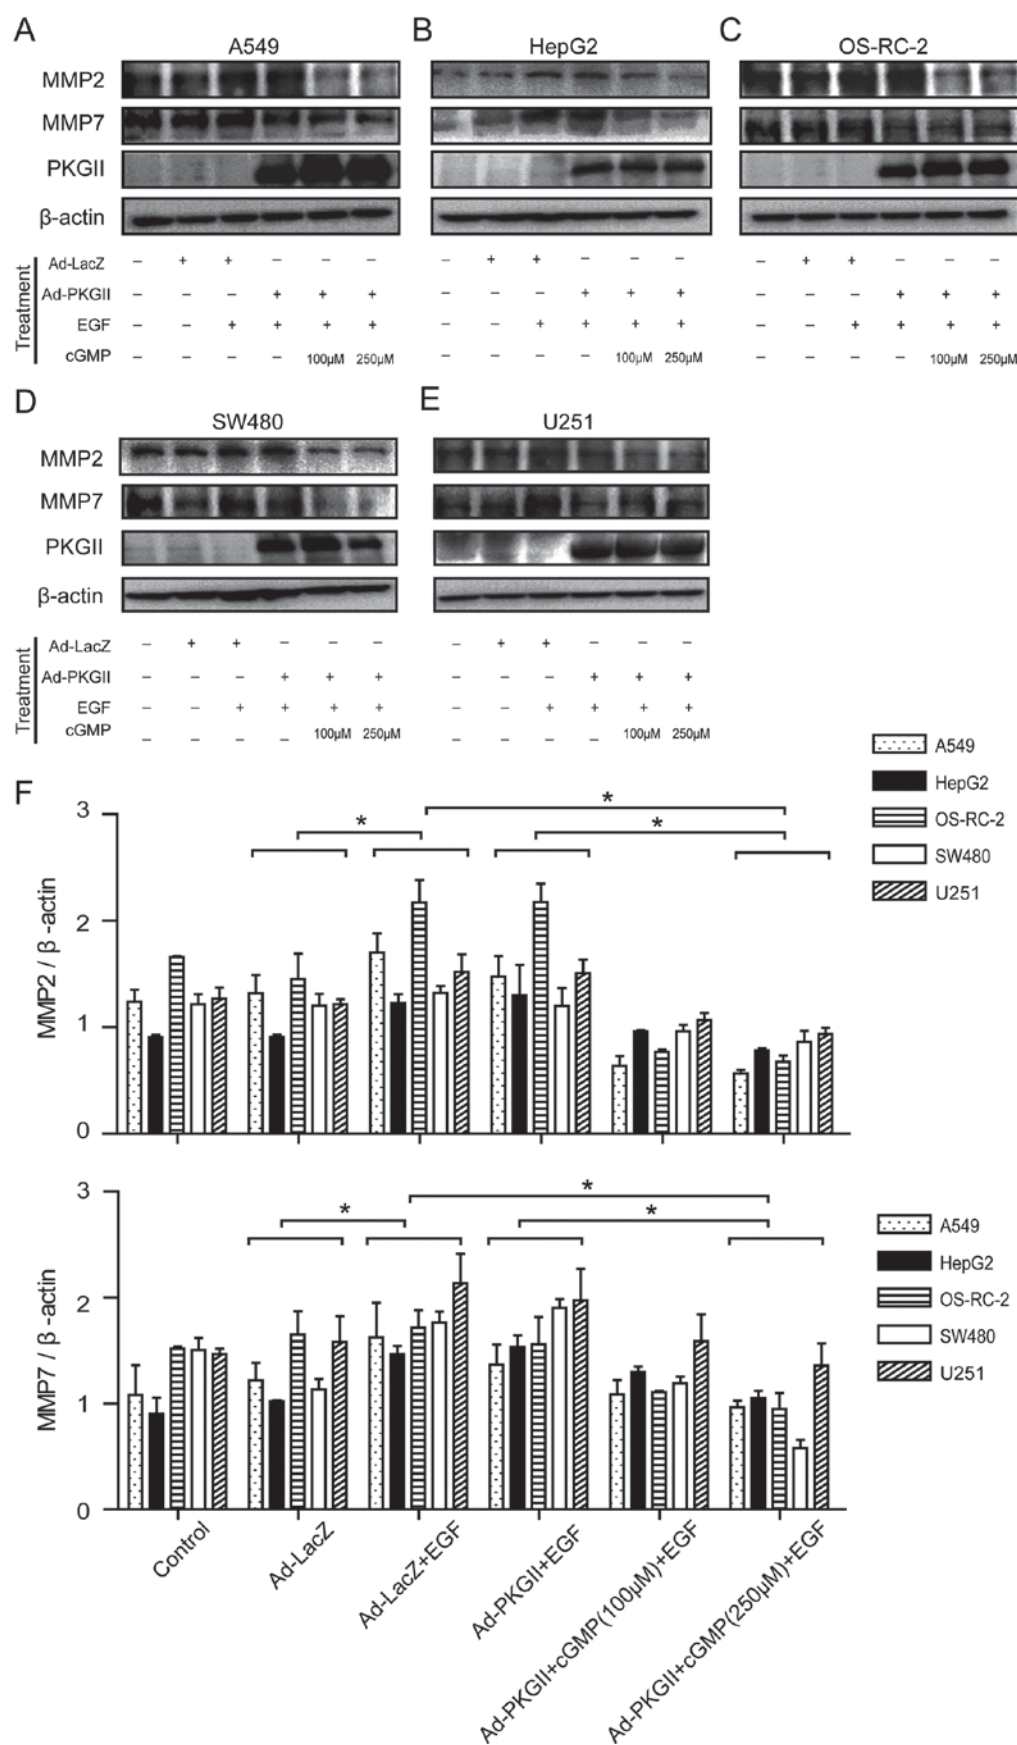 A B C
A549 HepG2 OS-RC-2
MMP2
MMP7
PKGII
β-actin
Treatment
Ad-LacZ – + + – – – – + + – – – – + + – – –
Ad-PKGII – – – + + + – – – + + + – – – + + +
EGF – – + + + + – – + + + + – – + + + +
cGMP – – – – 100μM 250μM – – – – 100μM 250μM – – – – 100μM 250μM
D E
SW480 U251
MMP2
MMP7
PKGII
β-actin
Treatment
Ad-LacZ – + + – – – – + + – – –
Ad-PKGII – – – + + + – – – + + +
EGF – – + + + + – – + + + +
cGMP – – – – 100μM 250μM – – – – 100μM 250μM
F
A549
HepG2
OS-RC-2
SW480
U251
MMP2 / β -actin
3
2
1
0
* * *
MMP7 / β -actin
3
2
1
0
* * *
A549
HepG2
OS-RC-2
SW480
U251
Control
Ad-LacZ
Ad-LacZ+EGF
Ad-PKGII+EGF
Ad-PKGII+cGMP(100μM)+EGF
Ad-PKGII+cGMP(250μM)+EGF